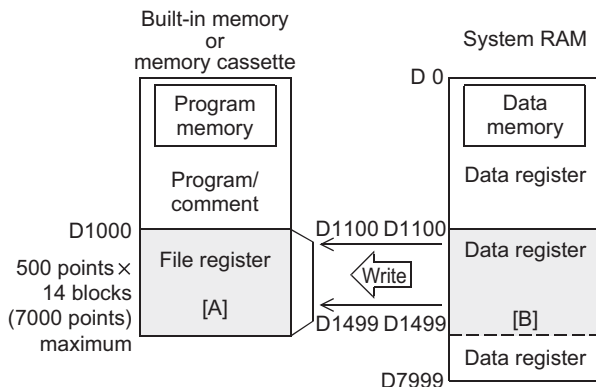 Built-in memory
or
memory cassette
Program
memory
Program/
comment
D1000
500 points×
14 blocks
(7000 points)
maximum
File register
[A]
D1100 D1100
Write
D1499 D1499
System RAM
D 0
Data
memory
Data register
Data register
[B]
Data register
D7999